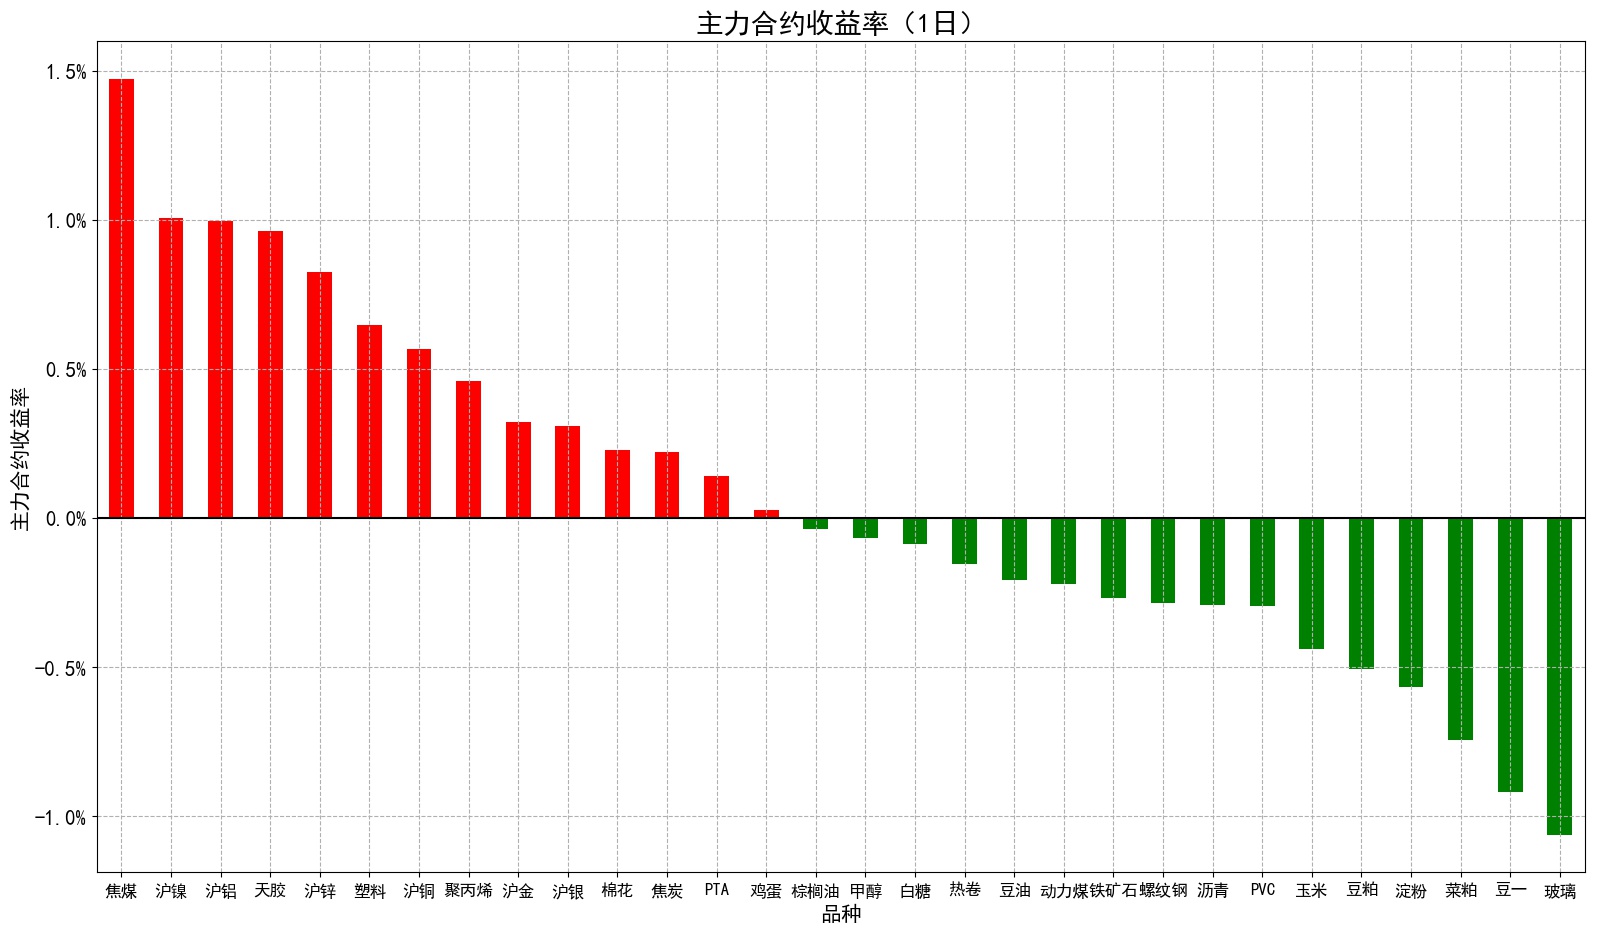 主力合约收益率（1日）
主力合约收益率
1.5%
1.0%
0.5%
0.0%
−0.5%
−1.0%
焦煤 沪镍 沪铝 天胶 沪锌 塑料 沪铜 聚丙烯 沪金 沪银 棉花 焦炭 PTA 鸡蛋 棕榈油 甲醇 白糖 热卷 豆油 动力煤 铁矿石 螺纹钢 沥青 PVC 玉米 豆粕 淀粉 菜粕 豆一 玻璃
品种